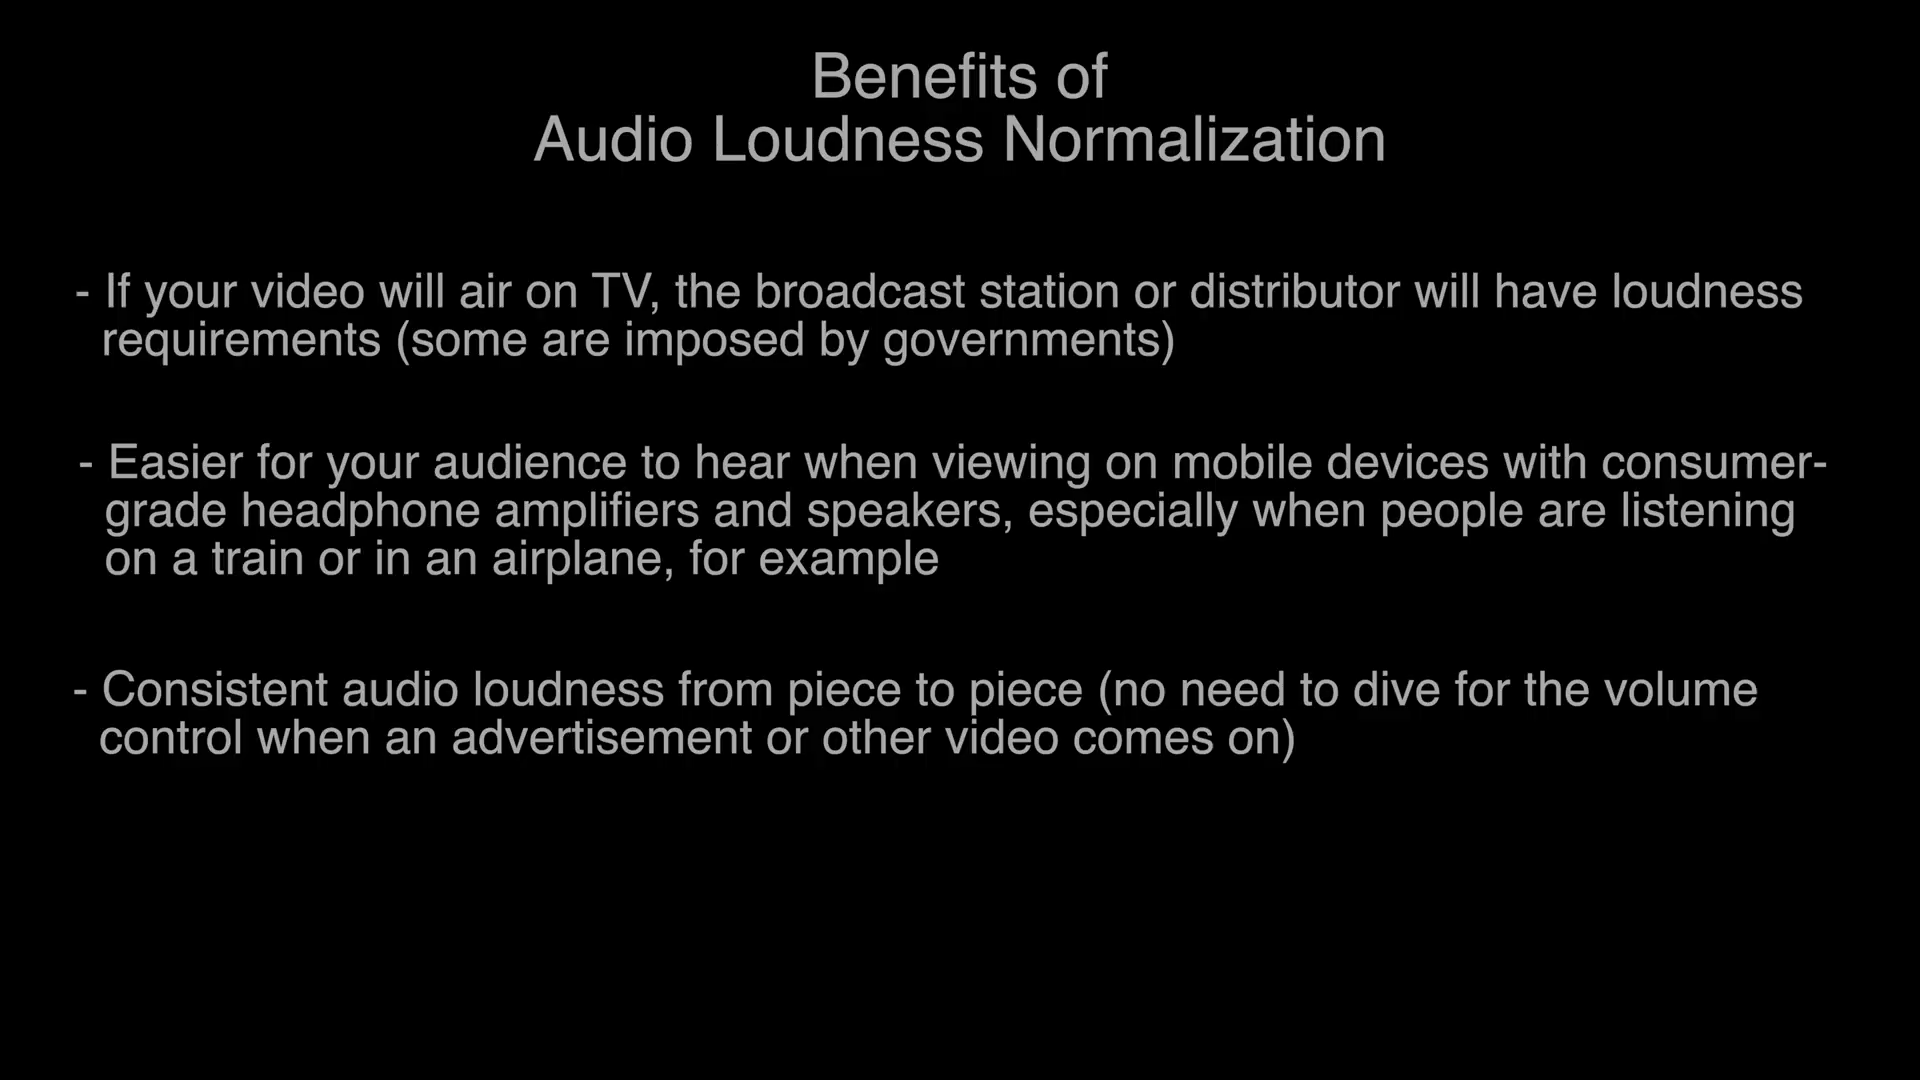 Benefits of
Audio Loudness Normalization
- If your video will air on TV, the broadcast station or distributor will have loudness
requirements (some are imposed by governments)
- Easier for your audience to hear when viewing on mobile devices with consumer-
grade headphone amplifiers and speakers, especially when people are listening
on a train or in an airplane, for example
- Consistent audio loudness from piece to piece (no need to dive for the volume
control when an advertisement or other video comes on)